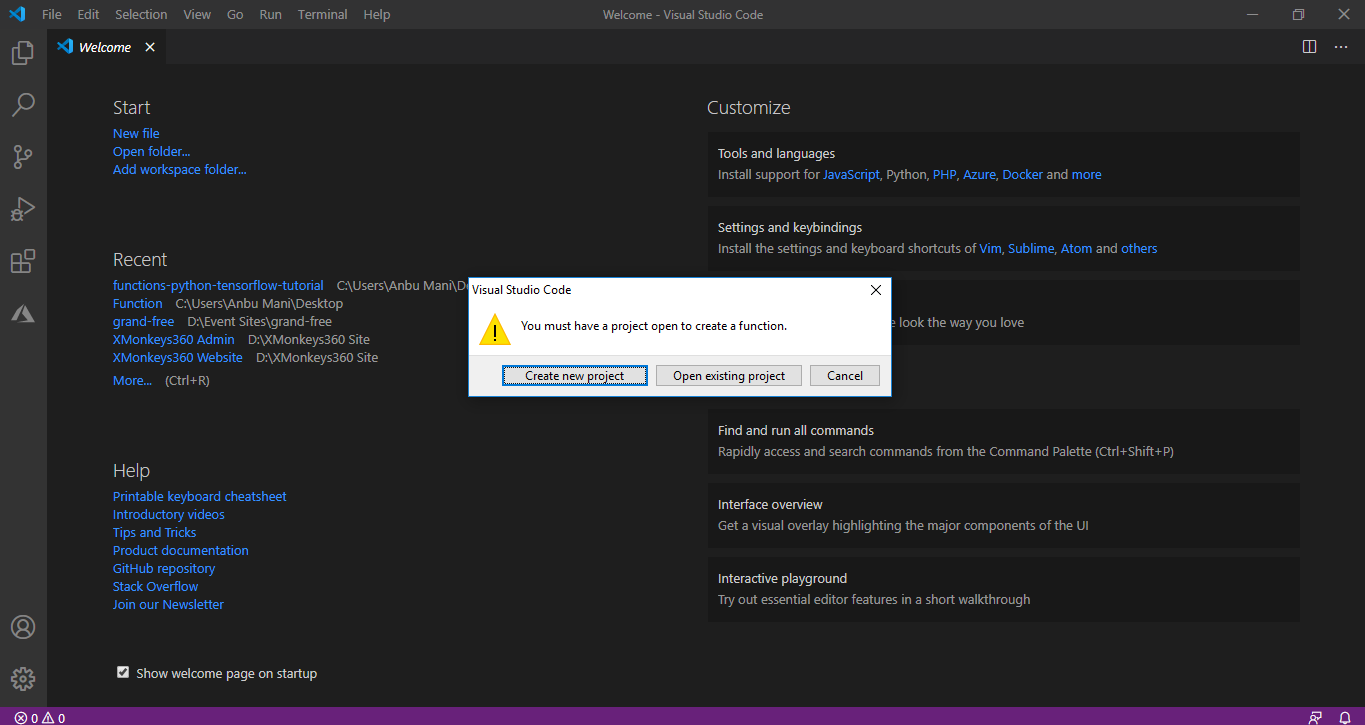 File Edit Selection View Go Run Terminal Help Welcome - Visual Studio Code
Welcome
Start
New file
Open folder...
Add workspace folder...
Recent
functions-python-tensorflow-tutorial C:\Users\Anbu Mani\D
Function C:\Users\Anbu Mani\Desktop
grand-free D:\Event Sites\grand-free
XMonkeys360 Admin D:\XMonkeys360 Site
XMonkeys360 Website D:\XMonkeys360 Site
More... (Ctrl+R)
Help
Printable keyboard cheatsheet
Introductory videos
Tips and Tricks
Product documentation
GitHub repository
Stack Overflow
Join our Newsletter
Show welcome page on startup
Customize
Tools and languages
Install support for JavaScript, Python, PHP, Azure, Docker and more
Settings and keybindings
Install the settings and keyboard shortcuts of Vim, Sublime, Atom and others
look the way you love
Visual Studio Code
You must have a project open to create a function.
Create new project Open existing project Cancel
Find and run all commands
Rapidly access and search commands from the Command Palette (Ctrl+Shift+P)
Interface overview
Get a visual overlay highlighting the major components of the UI
Interactive playground
Try out essential editor features in a short walkthrough
0 0